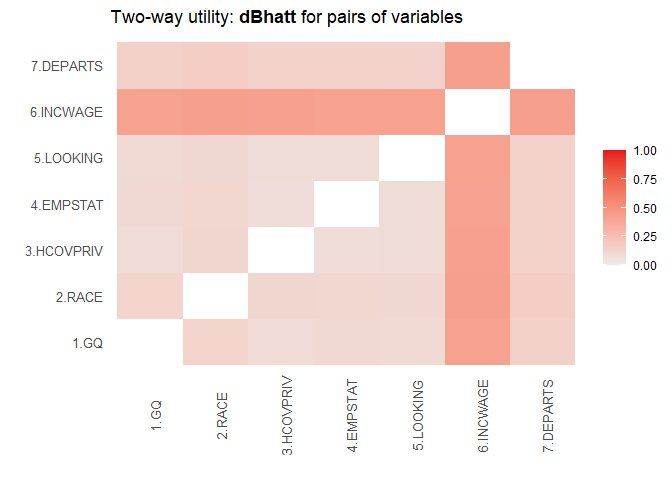 Two-way utility: dBhatt for pairs of variables
7.DEPARTS
6.INCWAGE
5.LOOKING
4.EMPSTAT
3.HCOVPRIV
2.RACE
1.GQ
1.00
0.75
0.50
0.25
0.00
1.GQ
2.RACE
3.HCOVPRIV
4.EMPSTAT
5.LOOKING
6.INCWAGE
7.DEPARTS